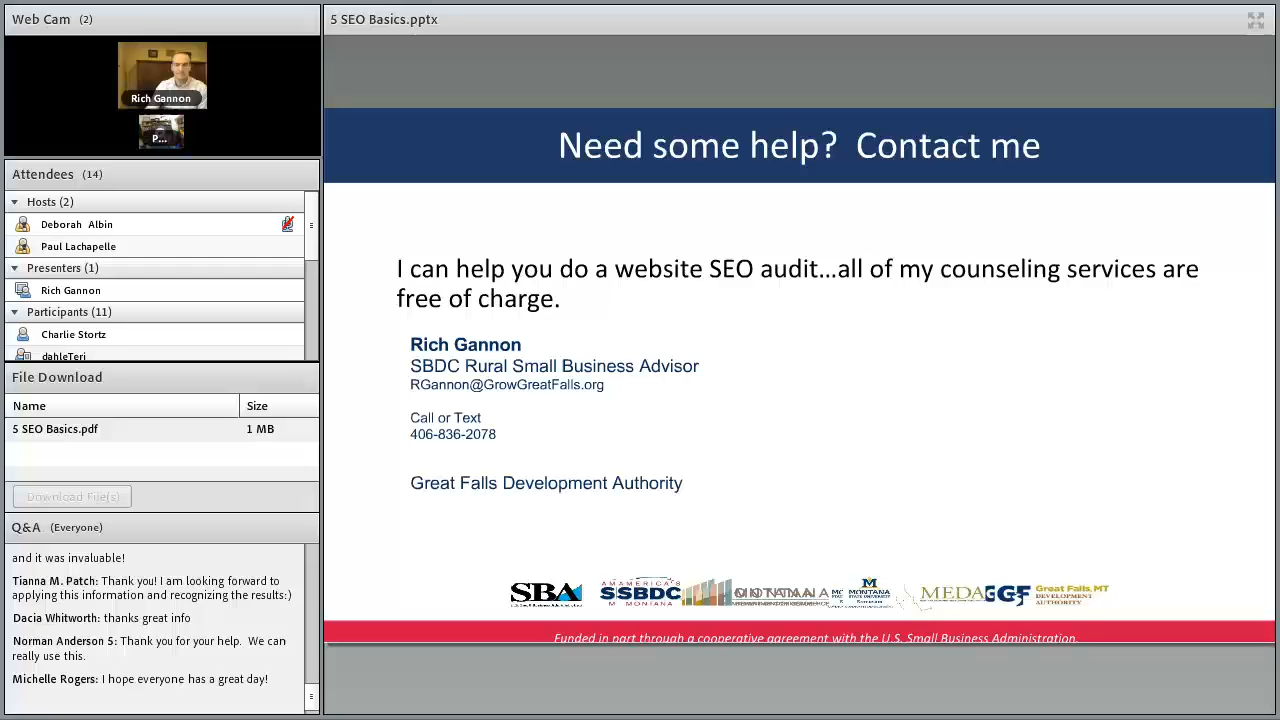 Web Cam (2)
Rich Gannon
P...
Attendees (14)
Hosts (2)
Deborah Albin
Paul Lachapelle
Presenters (1)
Rich Gannon
Participants (11)
Charlie Stortz
dahleTeri
File Download
Name Size
5 SEO Basics.pdf 1 MB
Download File(s)
Q&A (Everyone)
and it was invaluable!
Tianna M. Patch: Thank you! I am looking forward to
applying this information and recognizing the results:)
Dacia Whitworth: thanks great info
Norman Anderson 5: Thank you for your help. We can
really use this.
Michelle Rogers: I hope everyone has a great day!
5 SEO Basics.pptx
Need some help? Contact me
I can help you do a website SEO audit...all of my counseling services are
free of charge.
Rich Gannon
SBDC Rural Small Business Advisor
RGannon@GrowGreatFalls.org
Call or Text
406-836-2078
Great Falls Development Authority
SBA
MONTANA
MEDA
Great Falls, MT
DEVELOPMENT
AUTHORITY
Funded in part through a cooperative agreement with the U.S. Small Business Administration.